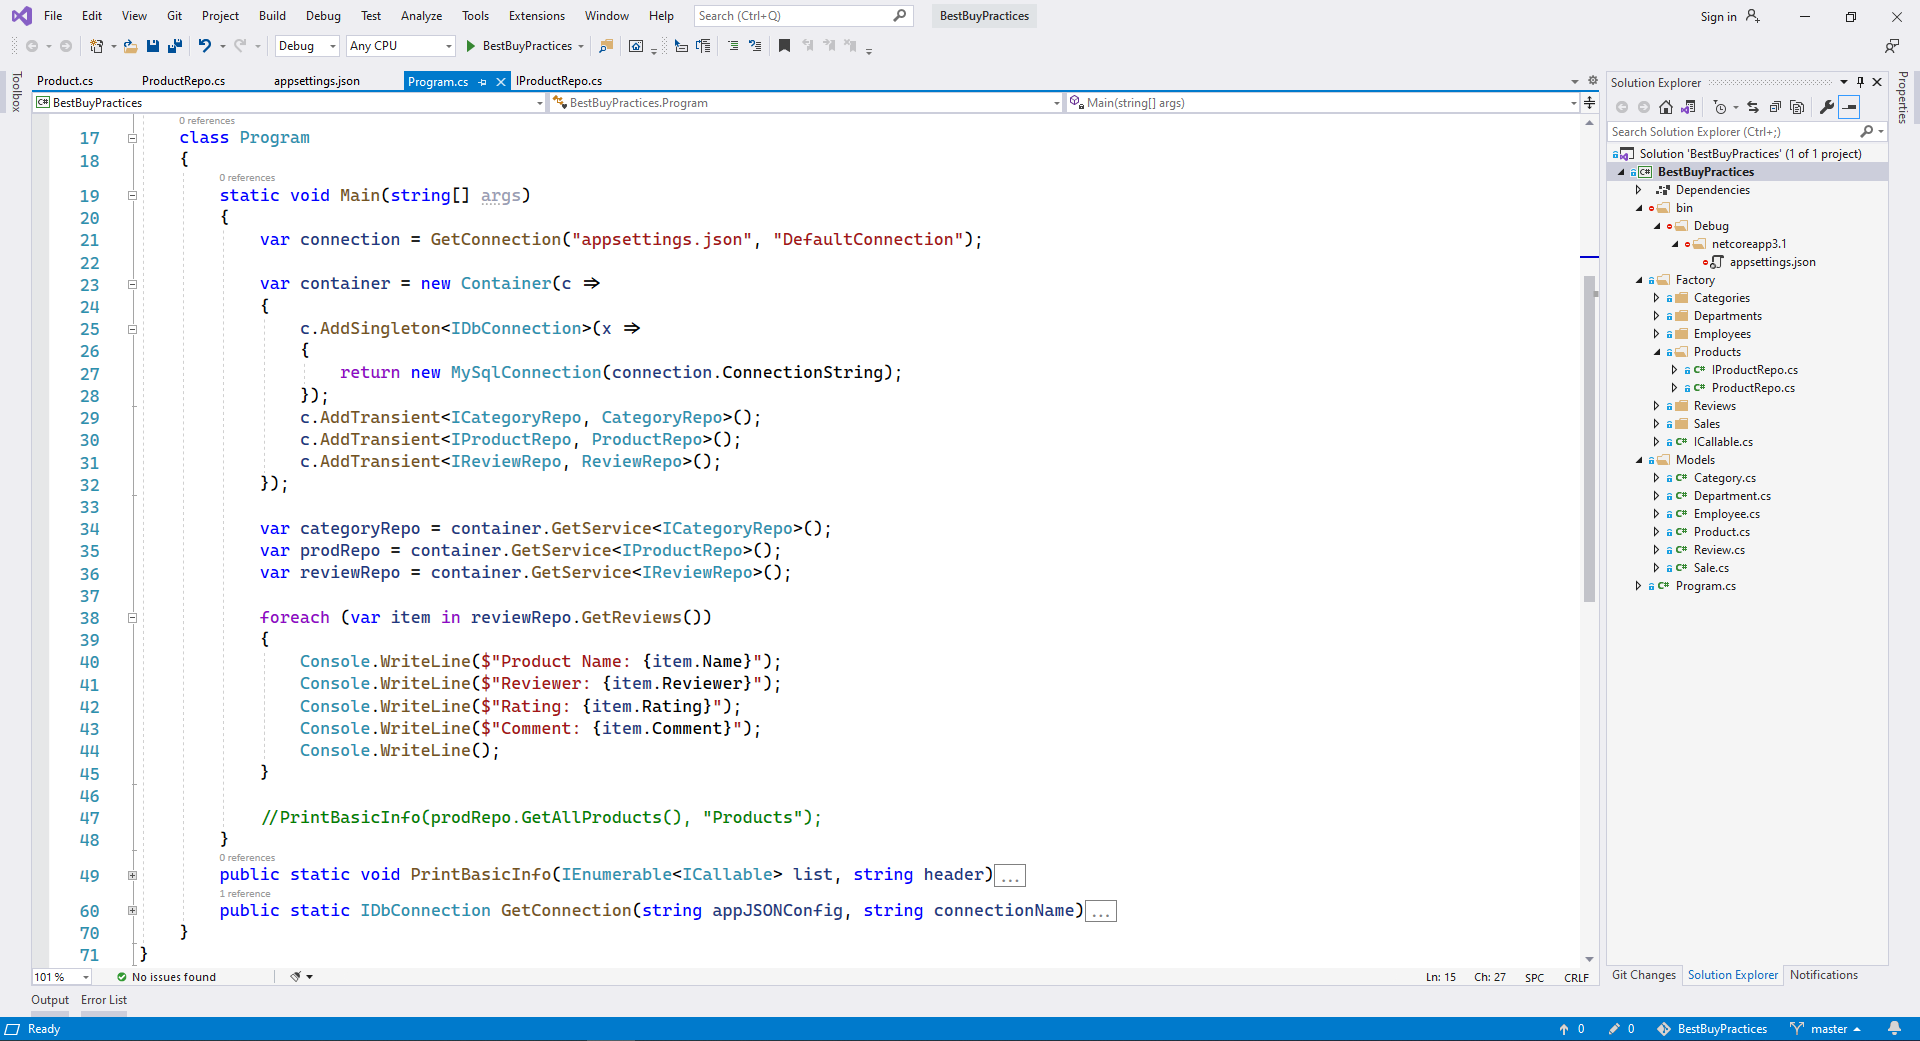 File Edit View Git Project Build Debug Test Analyze Tools Extensions Window Help Search (Ctrl+Q) BestBuyPractices Sign in
Debug Any CPU BestBuyPractices
Toolbox
Product.cs ProductRepo.cs appsettings.json Program.cs IProductRepo.cs
C# BestBuyPractices BestBuyPractices.Program Main(string[] args)
0 references
17 class Program
18 {
0 references
19 static void Main(string[] args)
20 {
21 var connection = GetConnection("appsettings.json", "DefaultConnection");
22
23 var container = new Container(c =>
24 {
25 c.AddSingleton<IDbConnection>(x =>
26 {
27 return new MySqlConnection(connection.ConnectionString);
28 });
29 c.AddTransient<ICategoryRepo, CategoryRepo>();
30 c.AddTransient<IProductRepo, ProductRepo>();
31 c.AddTransient<IReviewRepo, ReviewRepo>();
32 });
33
34 var categoryRepo = container.GetService<ICategoryRepo>();
35 var prodRepo = container.GetService<IProductRepo>();
36 var reviewRepo = container.GetService<IReviewRepo>();
37
38 foreach (var item in reviewRepo.GetReviews())
39 {
40 Console.WriteLine($"Product Name: {item.Name}");
41 Console.WriteLine($"Reviewer: {item.Reviewer}");
42 Console.WriteLine($"Rating: {item.Rating}");
43 Console.WriteLine($"Comment: {item.Comment}");
44 Console.WriteLine();
45 }
46
47 //PrintBasicInfo(prodRepo.GetAllProducts(), "Products");
48 }
0 references
49 public static void PrintBasicInfo(IEnumerable<ICallable> list, string header)...
1 reference
60 public static IDbConnection GetConnection(string appJSONConfig, string connectionName)...
70 }
71 }
101 % No issues found Ln: 15 Ch: 27 SPC CRLF
Output Error List
Solution Explorer
Search Solution Explorer (Ctrl+;)
Solution 'BestBuyPractices' (1 of 1 project)
C# BestBuyPractices
Dependencies
bin
Debug
netcoreapp3.1
appsettings.json
Factory
Categories
Departments
Employees
Products
C# IProductRepo.cs
C# ProductRepo.cs
Reviews
Sales
C# ICallable.cs
Models
C# Category.cs
C# Department.cs
C# Employee.cs
C# Product.cs
C# Review.cs
C# Sale.cs
C# Program.cs
Git Changes Solution Explorer Notifications
Properties
Ready 0 0 BestBuyPractices master